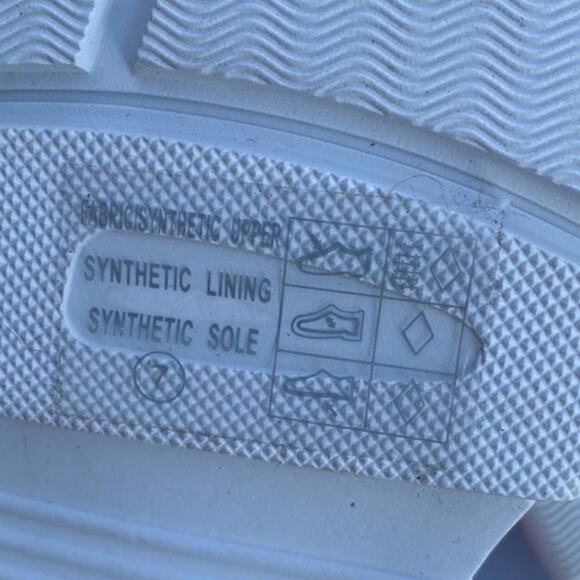 FABRIC/SYNTHETIC UPPER
SYNTHETIC LINING
SYNTHETIC SOLE
7